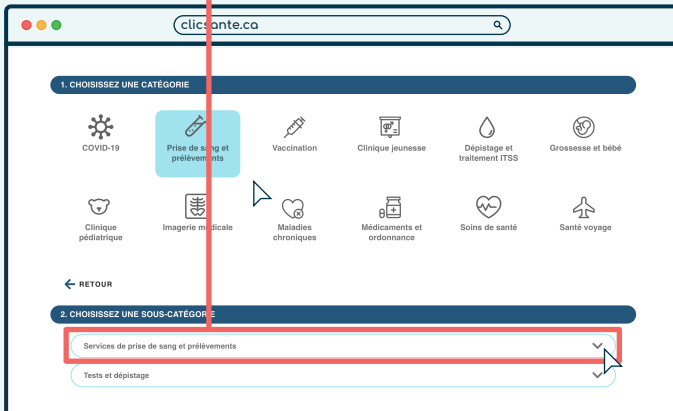 clicsante.ca
1. CHOISISSEZ UNE CATÉGORIE
COVID-19
Prise de sang et
prélèvements
Vaccination
Clinique jeunesse
Dépistage et
traitement ITSS
Grossesse et bébé
Clinique
pédiatrique
Imagerie médicale
Maladies
chroniques
Médicaments et
ordonnance
Soins de santé
Santé voyage
RETOUR
2. CHOISISSEZ UNE SOUS-CATÉGORIE
Services de prise de sang et prélèvements
Tests et dépistage